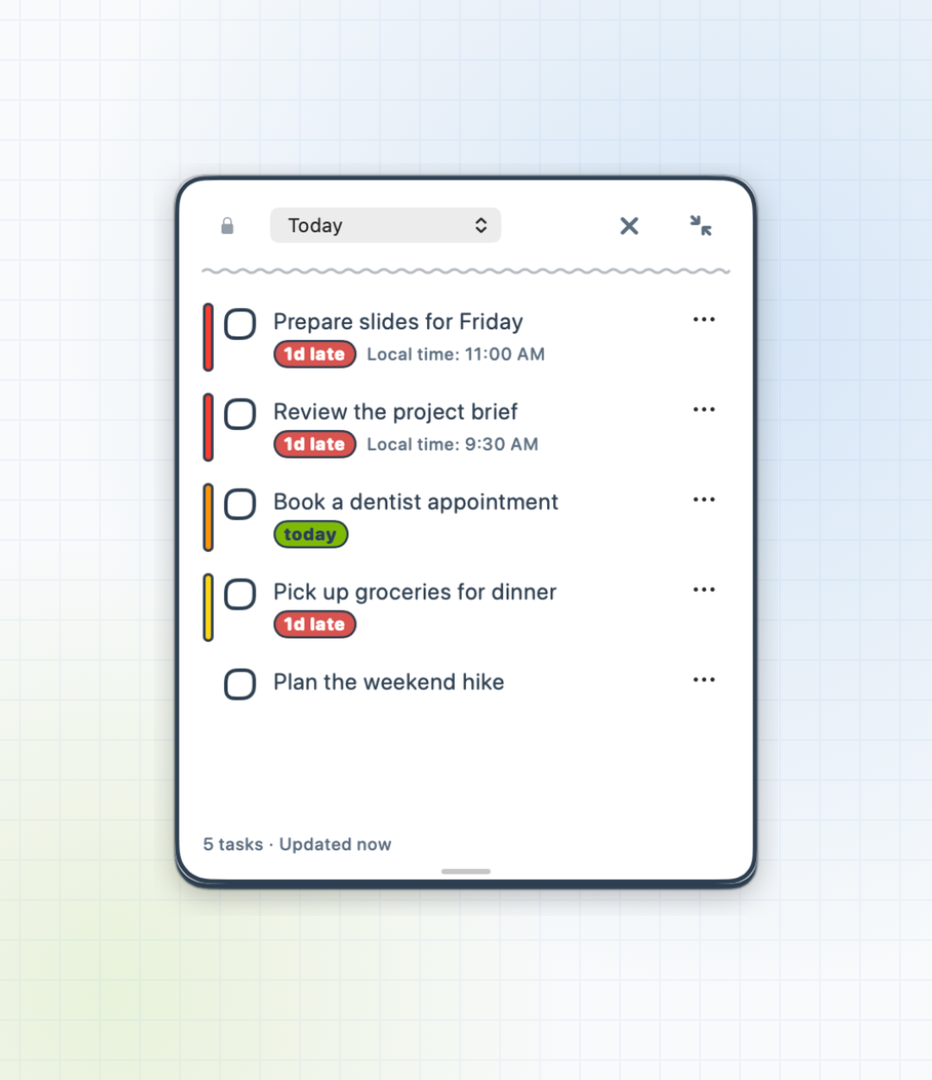 Today
Prepare slides for Friday
1d late Local time: 11:00 AM
Review the project brief
1d late Local time: 9:30 AM
Book a dentist appointment
today
Pick up groceries for dinner
1d late
Plan the weekend hike
5 tasks · Updated now